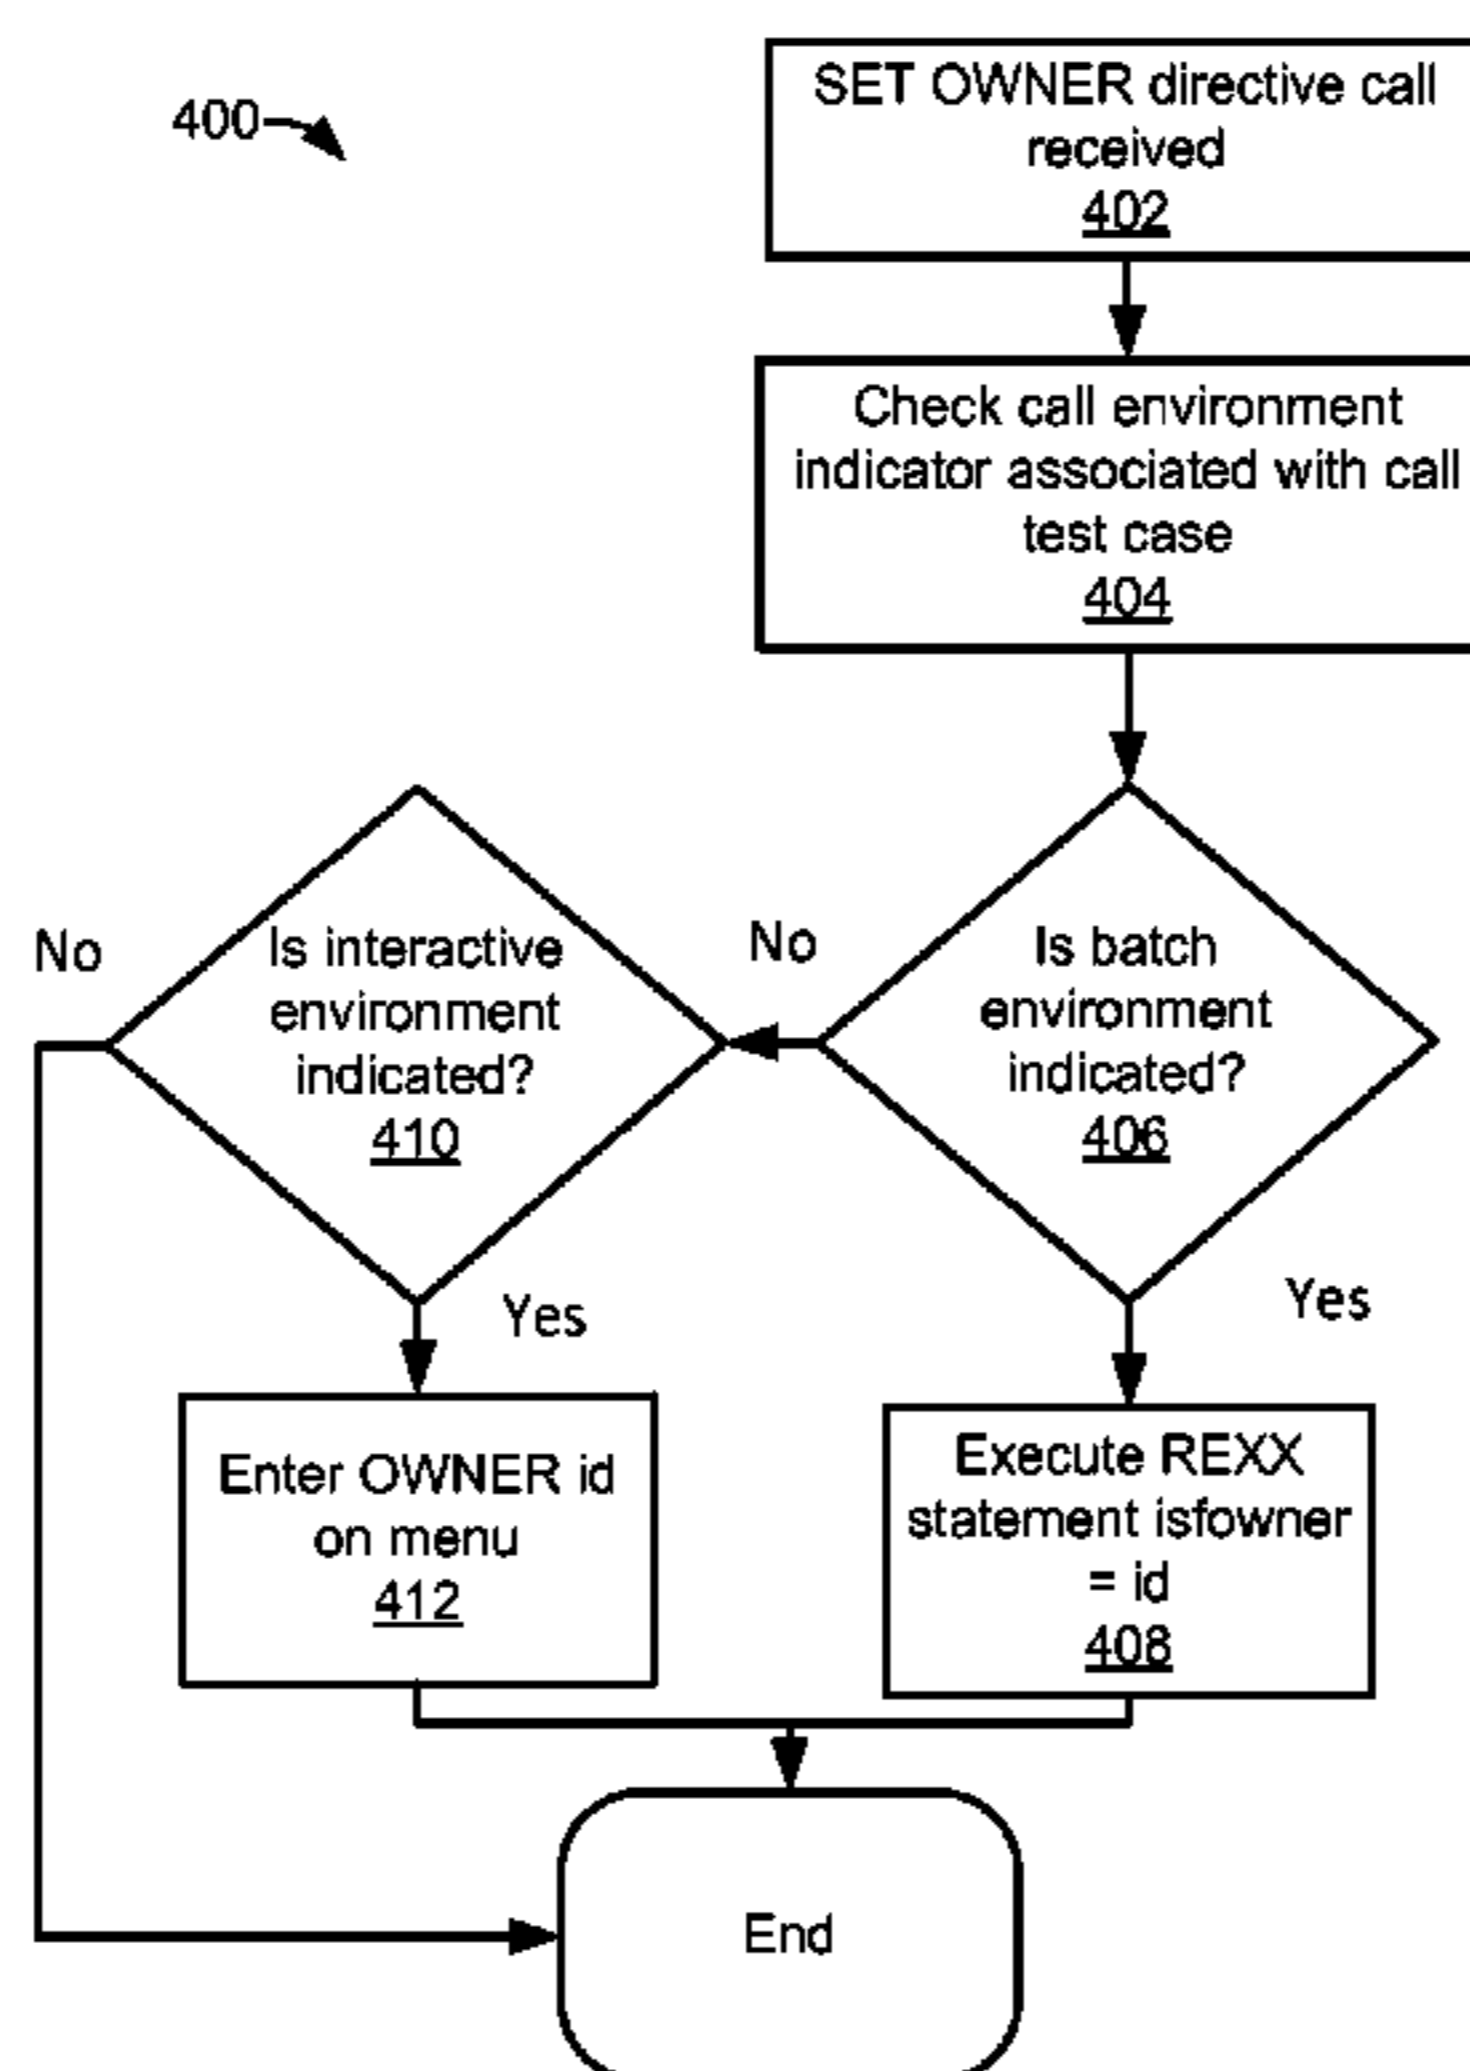 400
SET OWNER directive call
received
402
Check call environment
indicator associated with call
test case
404
No
Is interactive
environment
indicated?
410
No
Is batch
environment
indicated?
406
Yes
Yes
Enter OWNER id
on menu
412
Execute REXX
statement isfowner
= id
408
End